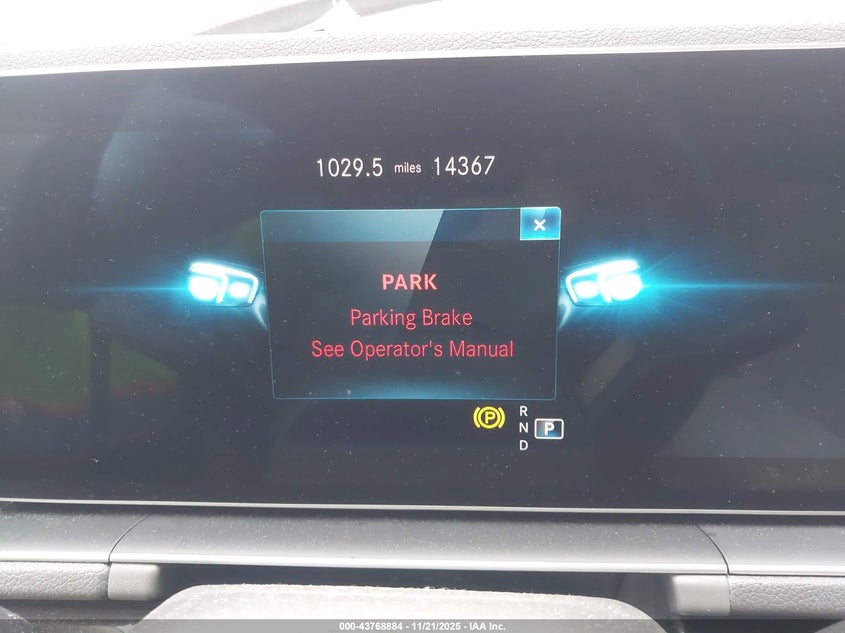 1029.5 miles 14367
×
PARK
Parking Brake
See Operator's Manual
(P) R
N P
D
000-43768884 - 11/21/2025 - IAA Inc.